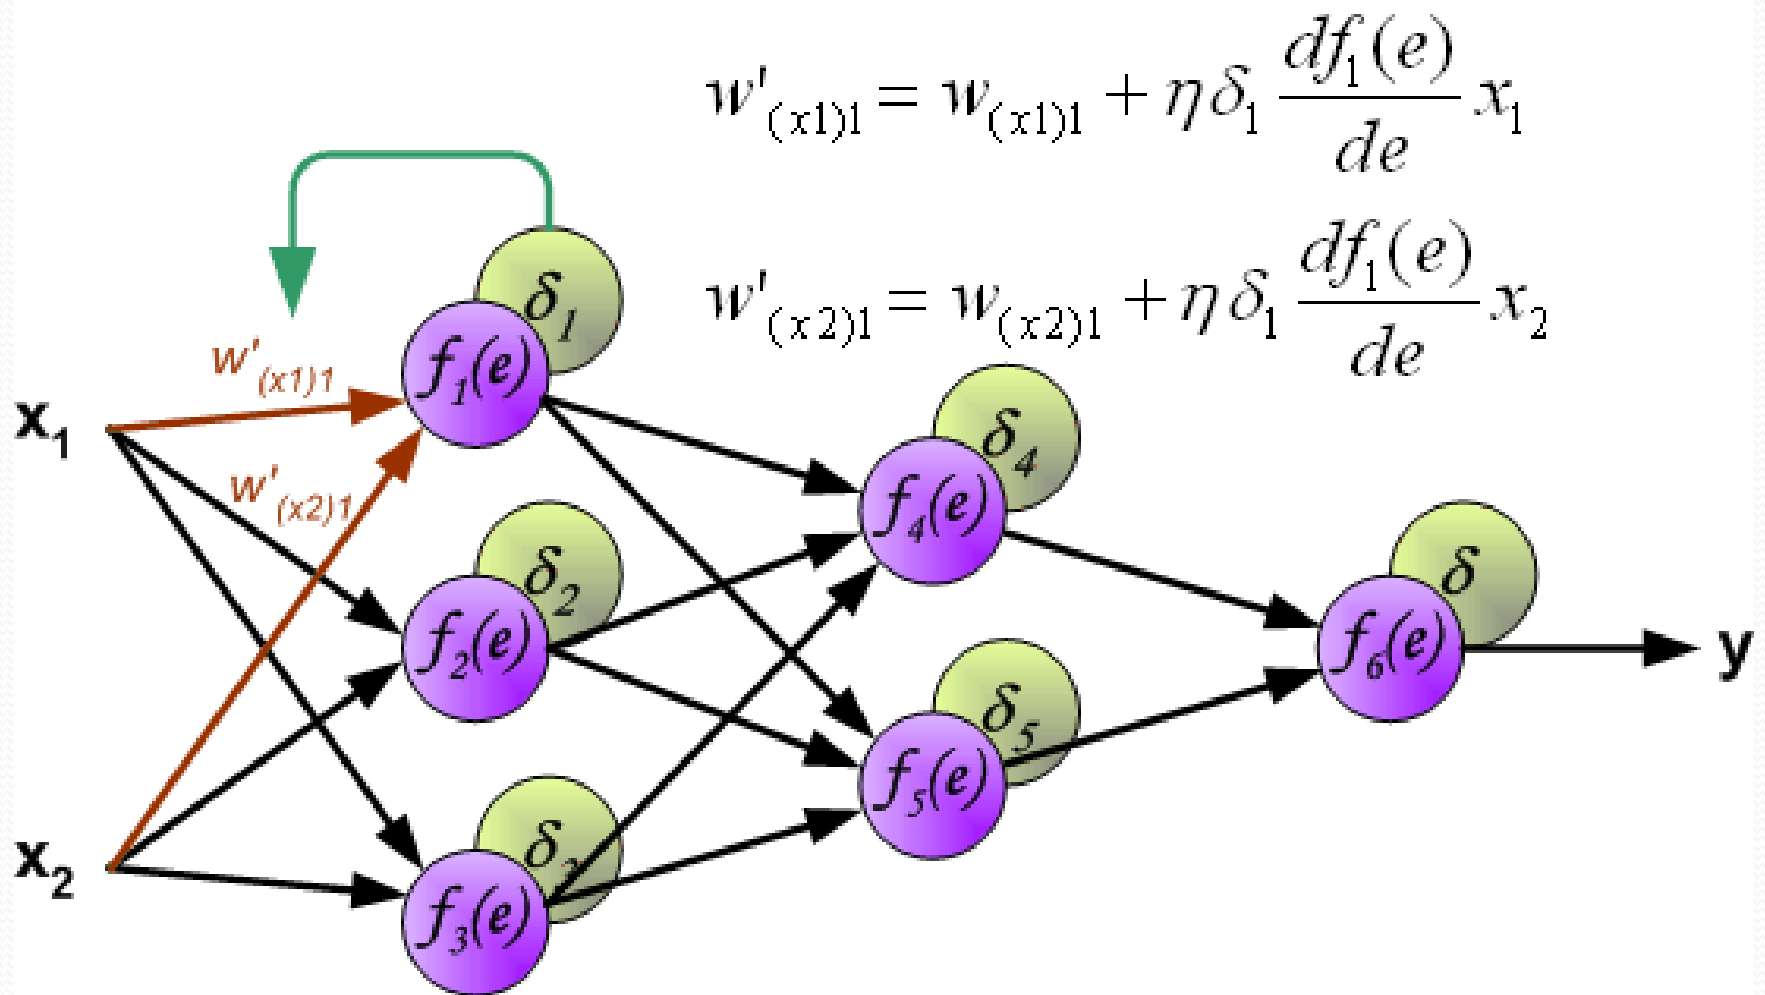 w'(x1)1 = w(x1)1 + ηδ1 df1(e)/de x1
w'(x2)1 = w(x2)1 + ηδ1 df1(e)/de x2
δ1
f1(e)
w'(x1)1
x1
w'(x2)1
δ4
f4(e)
δ2
f2(e)
δ
f6(e)
y
δ5
f5(e)
x2
δ
f3(e)